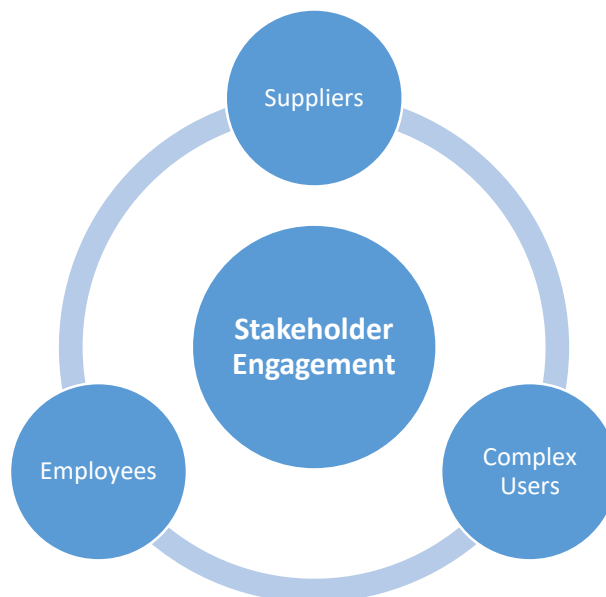 Suppliers
Stakeholder
Engagement
Employees
Complex
Users